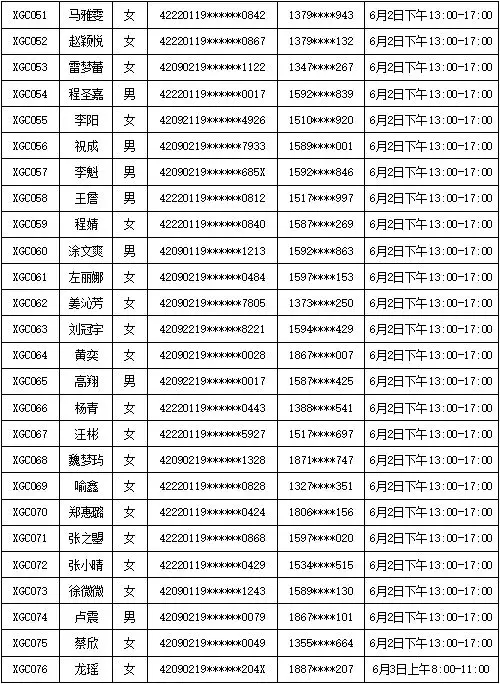 XGC051 马雅雯 女 42220119******0842 1379****943 6月2日下午13:00-17:00
XGC052 赵颖悦 女 42220119******0867 1379****132 6月2日下午13:00-17:00
XGC053 雷梦蕾 女 42090219******1122 1347****267 6月2日下午13:00-17:00
XGC054 程圣嘉 男 42220119******0017 1592****839 6月2日下午13:00-17:00
XGC055 李阳 女 42092119******4926 1510****920 6月2日下午13:00-17:00
XGC056 祝成 男 42090219******7933 1589****001 6月2日下午13:00-17:00
XGC057 李魁 男 42090219******685X 1592****846 6月2日下午13:00-17:00
XGC058 王詹 男 42220119******0812 1517****997 6月2日下午13:00-17:00
XGC059 程婧 女 42220119******0840 1587****269 6月2日下午13:00-17:00
XGC060 涂文爽 男 42090119******1213 1592****863 6月2日下午13:00-17:00
XGC061 左丽娜 女 42090219******0484 1597****153 6月2日下午13:00-17:00
XGC062 姜沁芳 女 42090219******7805 1373****250 6月2日下午13:00-17:00
XGC063 刘冠宇 女 42092219******8221 1594****429 6月2日下午13:00-17:00
XGC064 黄奕 女 42090219******0028 1867****007 6月2日下午13:00-17:00
XGC065 高翔 男 42092219******0017 1587****425 6月2日下午13:00-17:00
XGC066 杨青 女 42220119******0443 1388****541 6月2日下午13:00-17:00
XGC067 汪彬 女 42220119******5927 1517****697 6月2日下午13:00-17:00
XGC068 魏梦玙 女 42090219******1328 1871****747 6月2日下午13:00-17:00
XGC069 喻鑫 女 42220119******0828 1327****351 6月2日下午13:00-17:00
XGC070 郑惠璐 女 42220119******0424 1806****156 6月2日下午13:00-17:00
XGC071 张之曌 女 42220119******0868 1597****020 6月2日下午13:00-17:00
XGC072 张小晴 女 42220119******0429 1534****515 6月2日下午13:00-17:00
XGC073 徐微微 女 42090119******1243 1589****130 6月2日下午13:00-17:00
XGC074 卢震 男 42090219******0079 1867****101 6月2日下午13:00-17:00
XGC075 蔡欣 女 42090219******0049 1355****664 6月2日下午13:00-17:00
XGC076 龙瑶 女 42090219******204X 1887****207 6月3日上午8:00-11:00